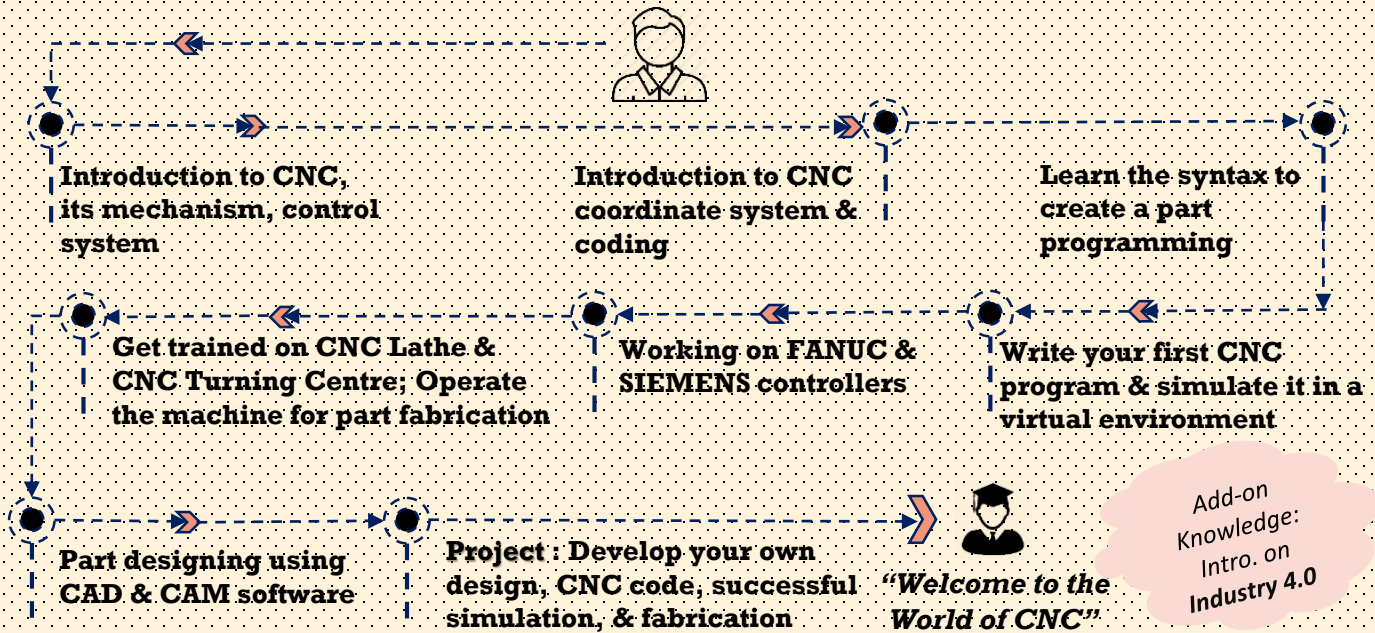 Introduction to CNC,
its mechanism, control
system
Introduction to CNC
coordinate system &
coding
Learn the syntax to
create a part
programming
Get trained on CNC Lathe &
CNC Turning Centre; Operate
the machine for part fabrication
Working on FANUC &
SIEMENS controllers
Write your first CNC
program & simulate it in a
virtual environment
Part designing using
CAD & CAM software
Project : Develop your own
design, CNC code, successful
simulation, & fabrication
“Welcome to the
World of CNC”
Add-on
Knowledge:
Intro. on
Industry 4.0